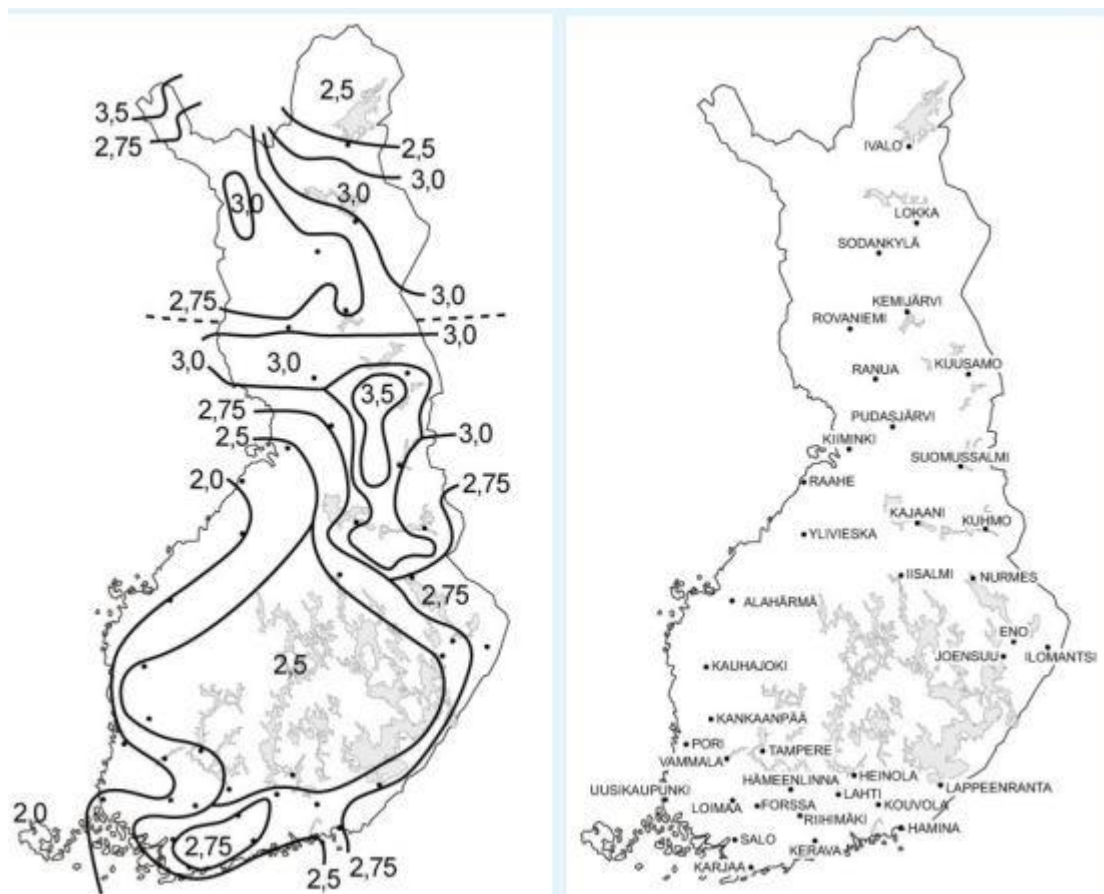 2,5
3,5
2,75
2,5
3,0
3,0
3,0
2,75
3,0
3,0
3,0
3,0
3,5
2,75
2,5
3,0
2,0
2,75
2,75
2,5
2,0
2,75
2,5
2,75
IVALO
LOKKA
SODANKYLÄ
KEMIJÄRVI
ROVANIEMI
RANUA
KUUSAMO
PUDASJÄRVI
KIIMINKI
SUOMUSSALMI
RAAHE
KAJAANI
KUHMO
YLIVIESKA
IISALMI
NURMES
ALAHÄRMÄ
ENO
JOENSUU
ILOMANTSI
KAUHAJOKI
KANKAANPÄÄ
PORI
TAMPERE
VAMMALA
HÄMEENLINNA
HEINOLA
UUSIKAUPUNKI
LAHTI
LAPPEENRANTA
LOIMAA
FORSSA
KOUVOLA
RIIHIMÄKI
HAMINA
SALO
KERAVA
KARJAA